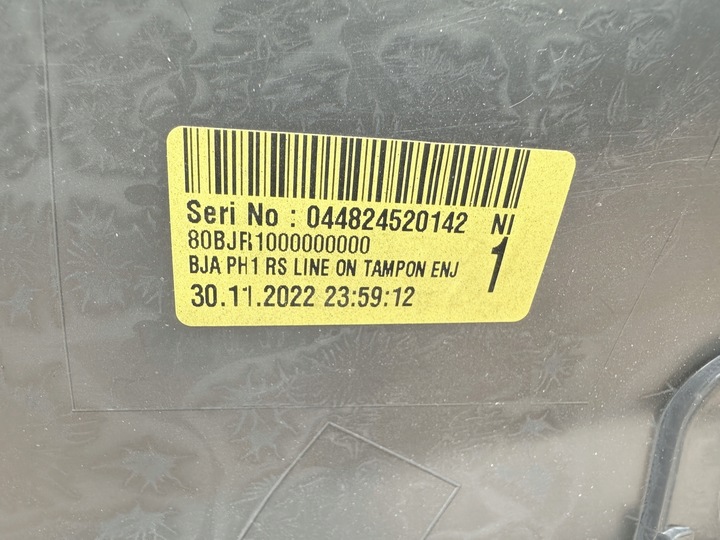 Seri No : 044824520142 NI
80BJR1000000000
BJA PH1 RS LINE ON TAMPON ENJ 1
30.11.2022 23:59:12